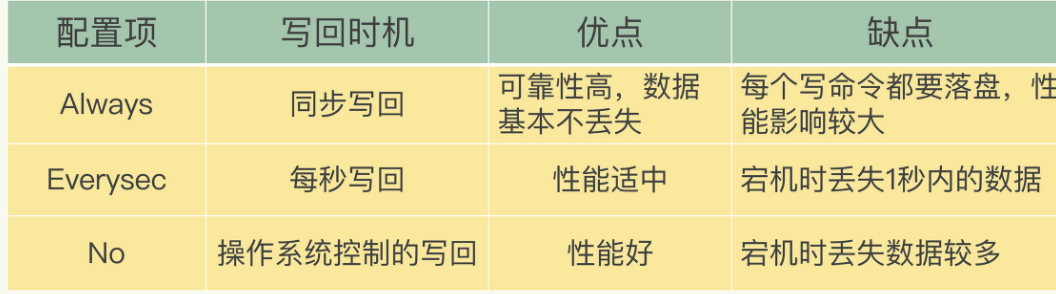 配置项 写回时机 优点 缺点
Always 同步写回 可靠性高，数据 每个写命令都要落盘，性
基本不丢失 能影响较大
Everysec 每秒写回 性能适中 宕机时丢失1秒内的数据
No 操作系统控制的写回 性能好 宕机时丢失数据较多